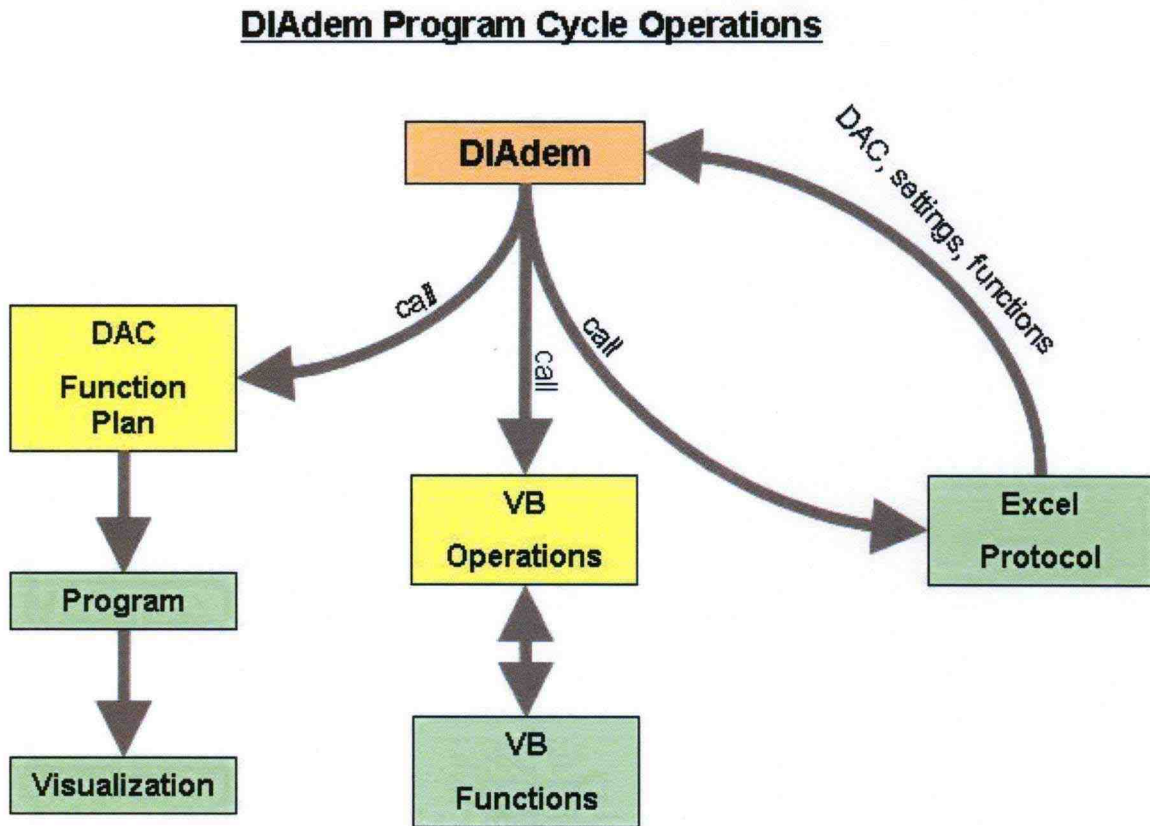 DIAdem Program Cycle Operations
DIAdem
DAC, settings, functions
call
call
call
DAC
Function
Plan
VB
Operations
Excel
Protocol
Program
Visualization
VB
Functions